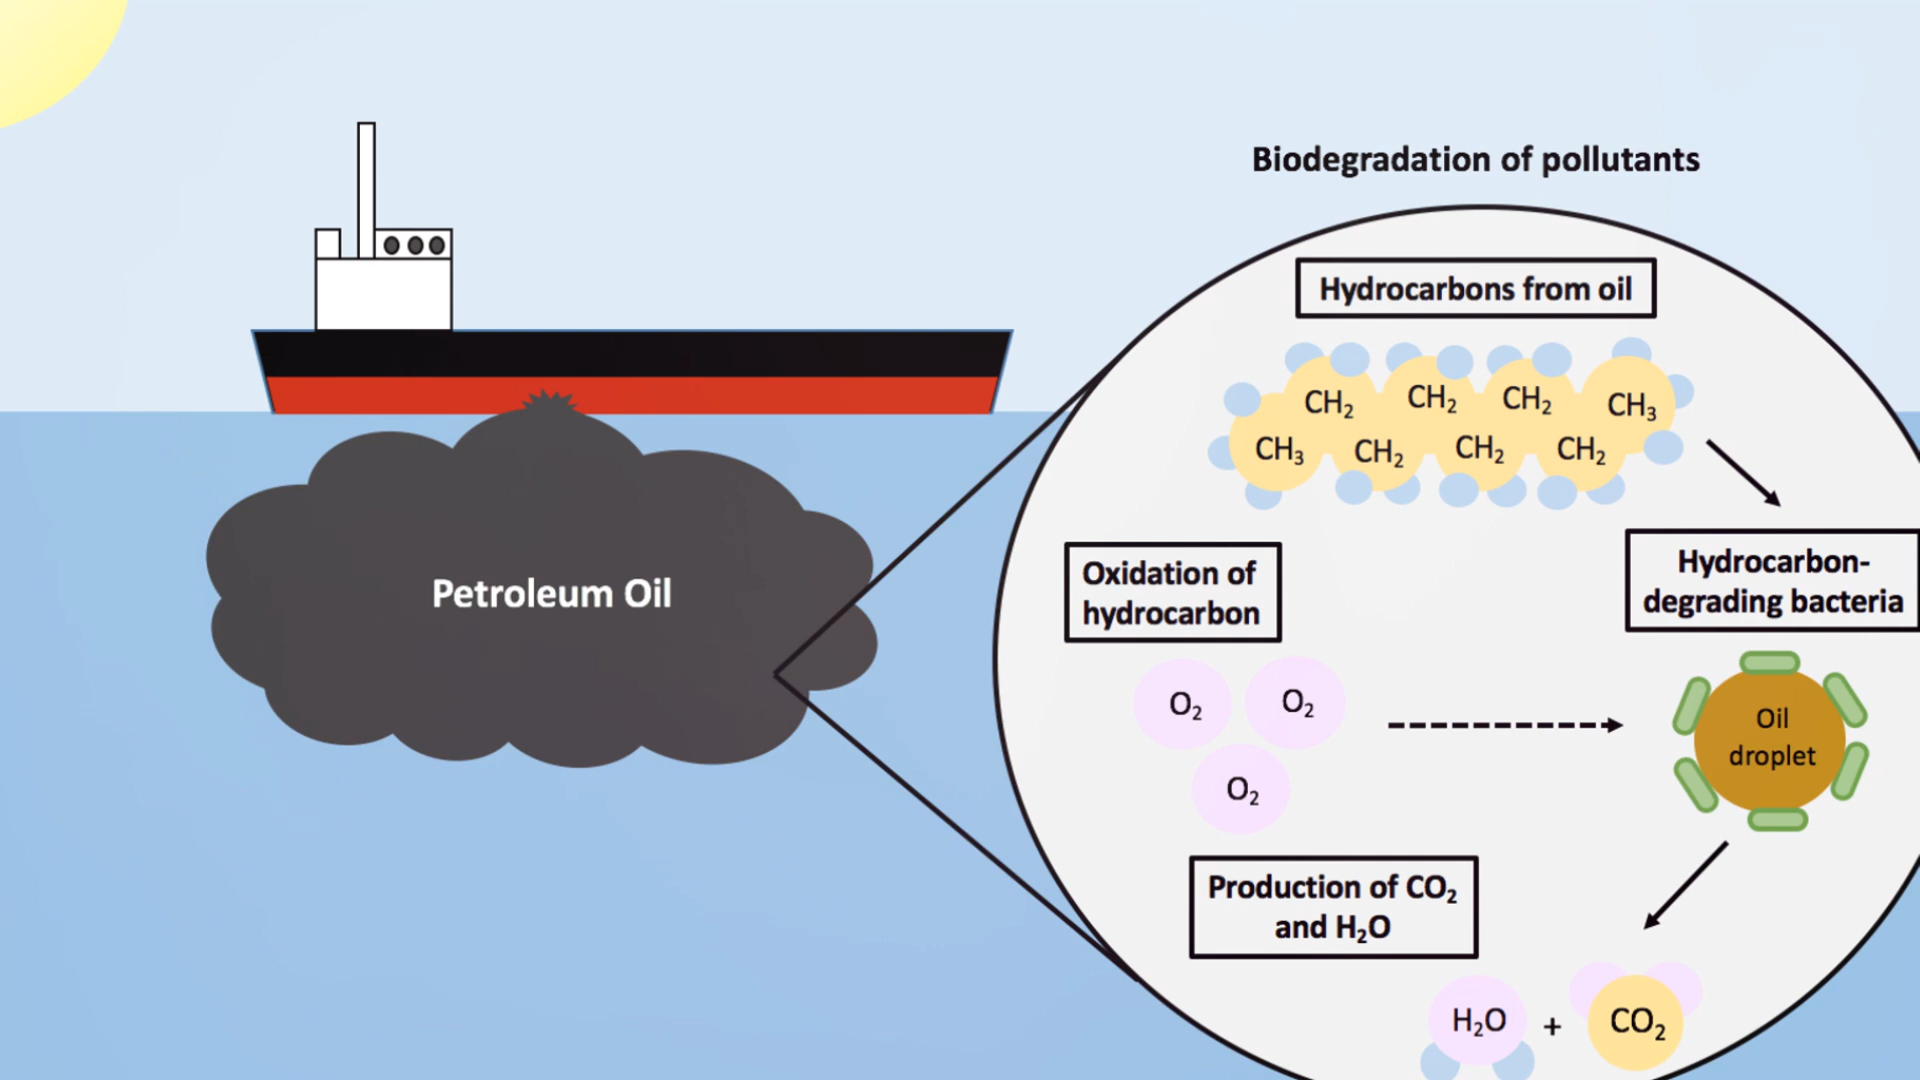 Biodegradation of pollutants
Hydrocarbons from oil
CH₂ CH₂ CH₂ CH₃
CH₃ CH₂ CH₂ CH₂
Oxidation of
hydrocarbon
Hydrocarbon-
degrading bacteria
Petroleum Oil
O₂ O₂
O₂
Oil
droplet
Production of CO₂
and H₂O
H₂O + CO₂